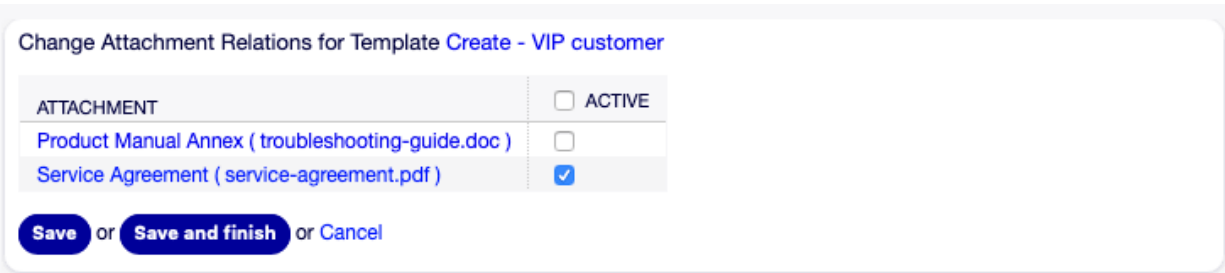 Change Attachment Relations for Template Create - VIP customer
ATTACHMENT ACTIVE
Product Manual Annex ( troubleshooting-guide.doc )
Service Agreement ( service-agreement.pdf )
Save or Save and finish or Cancel